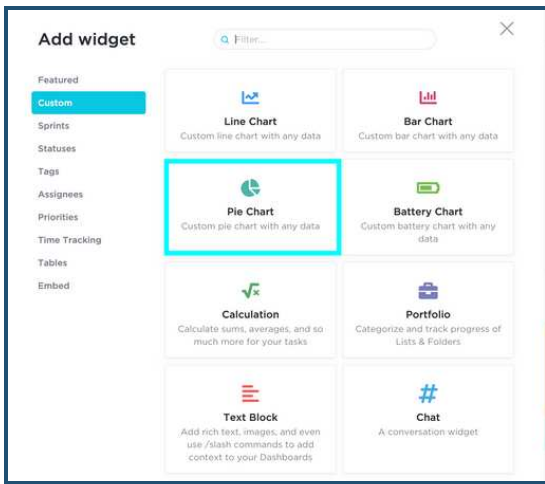 Add widget
Filter...
Featured
Custom
Sprints
Statuses
Tags
Assignees
Priorities
Time Tracking
Tables
Embed
Line Chart
Custom line chart with any data
Bar Chart
Custom bar chart with any data
Pie Chart
Custom pie chart with any data
Battery Chart
Custom battery chart with any
data
Calculation
Calculate sums, averages, and so
much more for your tasks
Portfolio
Categorize and track progress of
Lists & Folders
Text Block
Add rich text, images, and even
use /slash commands to add
context to your Dashboards
Chat
A conversation widget